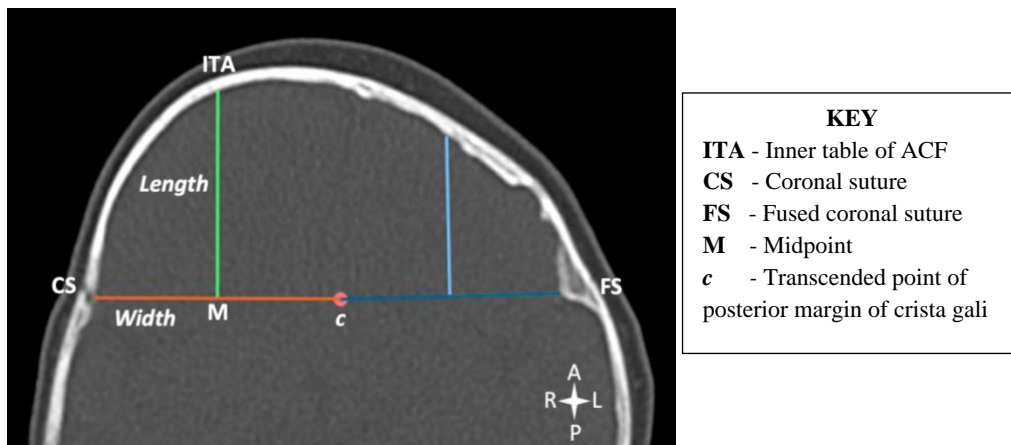 ITA
Length
CS
FS
Width
M
c
A
R L
P
KEY
ITA - Inner table of ACF
CS - Coronal suture
FS - Fused coronal suture
M - Midpoint
c - Transcended point of
posterior margin of crista gali